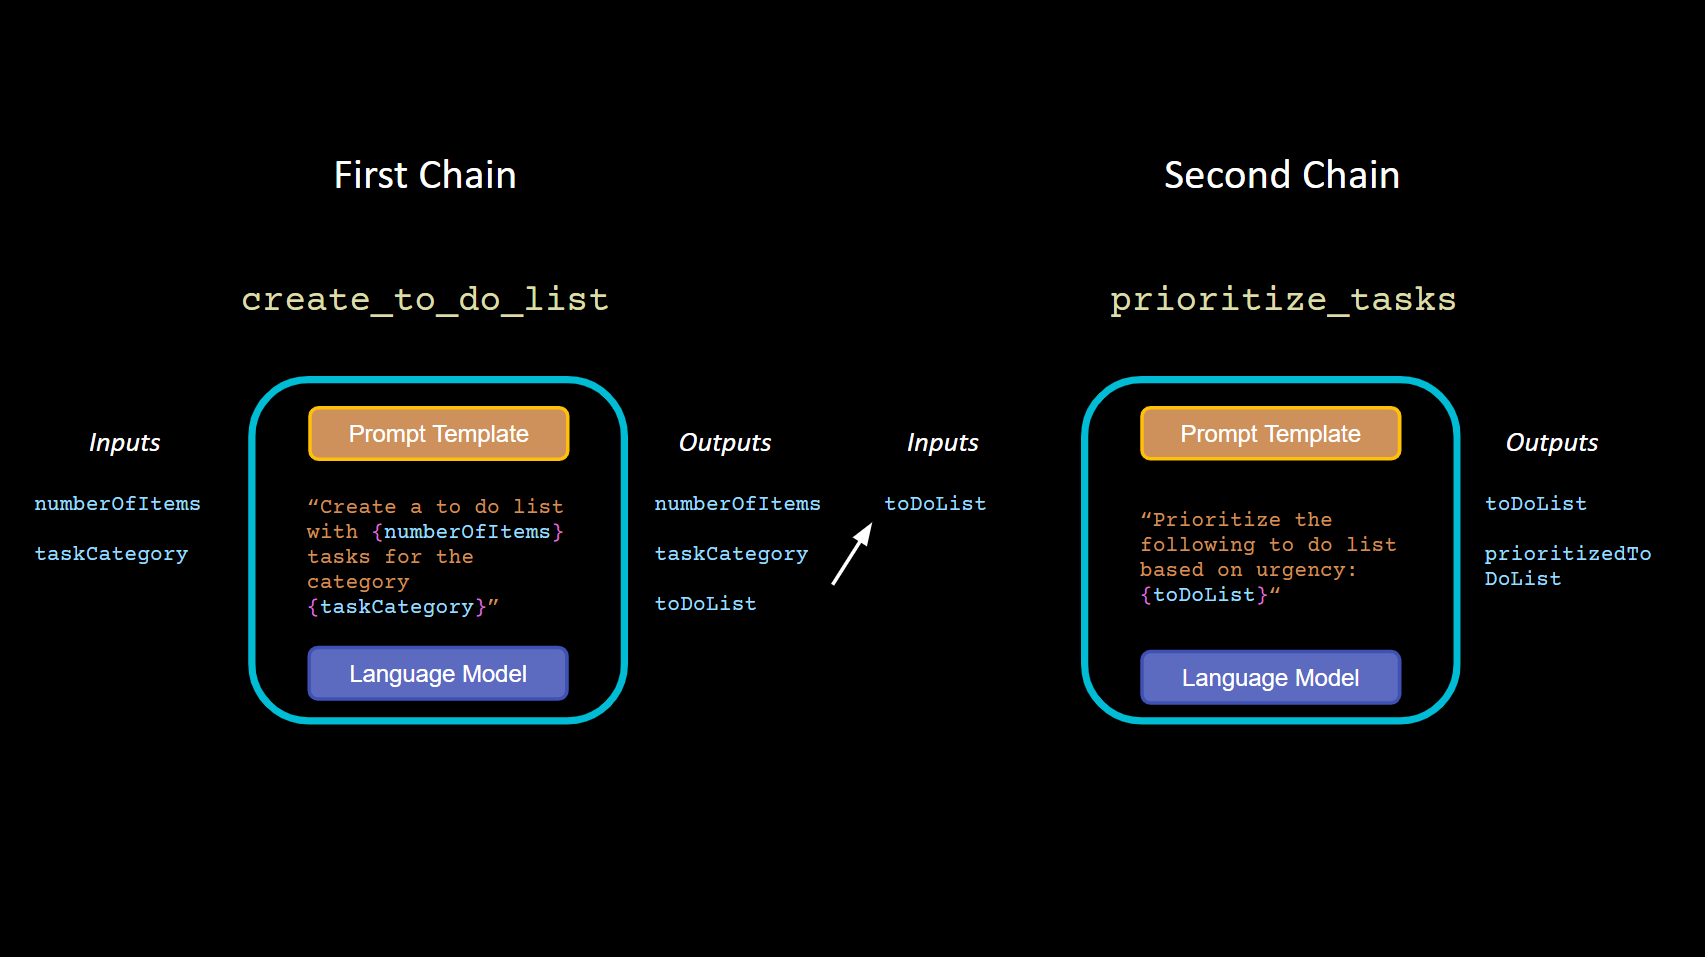 First Chain
create_to_do_list
Inputs
numberOfItems
taskCategory
Prompt Template
“Create a to do list
with {numberOfItems}
tasks for the
category
{taskCategory}”
Language Model
Outputs
numberOfItems
taskCategory
toDoList
Second Chain
prioritize_tasks
Inputs
toDoList
Prompt Template
“Prioritize the
following to do list
based on urgency:
{toDoList}“
Language Model
Outputs
toDoList
prioritizedTo
DoList